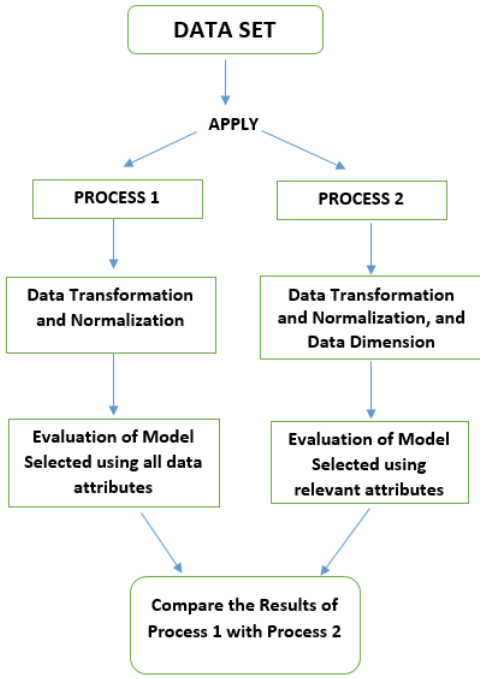 DATA SET
APPLY
PROCESS 1
PROCESS 2
Data Transformation
and Normalization
Data Transformation
and Normalization, and
Data Dimension
Evaluation of Model
Selected using all data
attributes
Evaluation of Model
Selected using
relevant attributes
Compare the Results of
Process 1 with Process 2